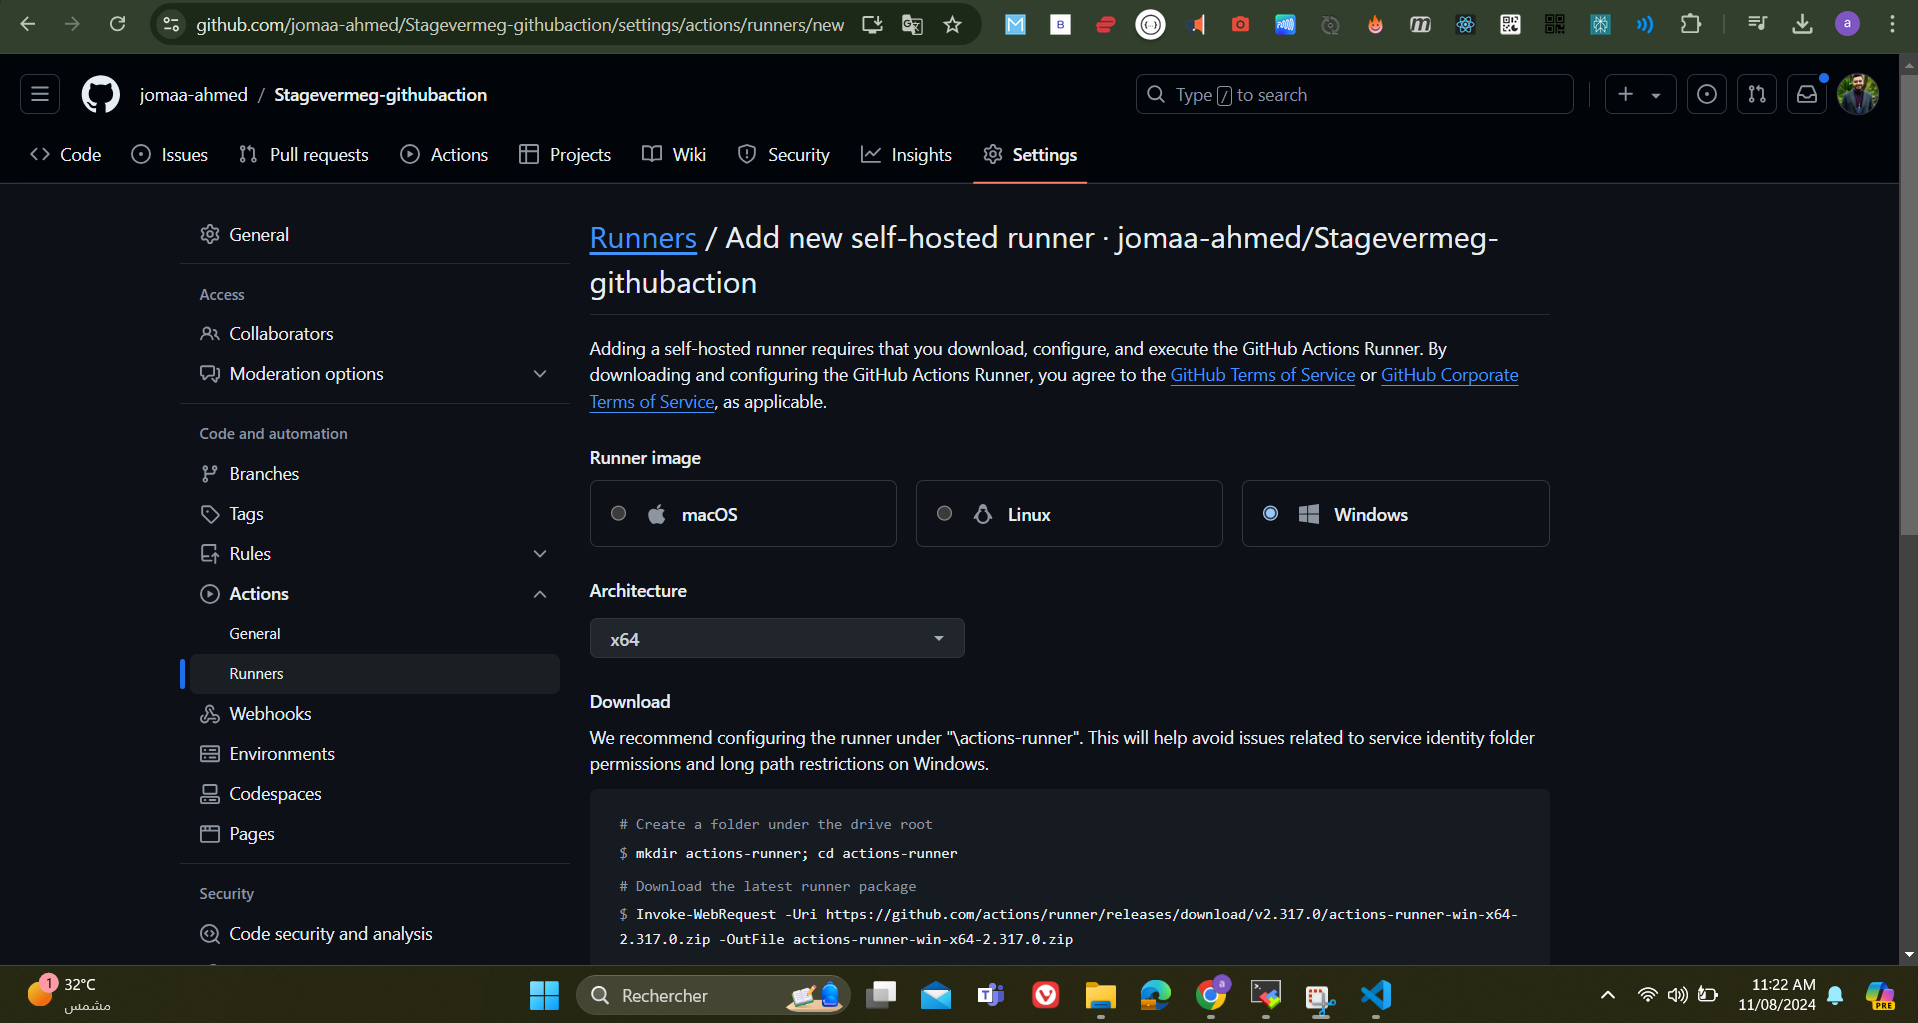 github.com/jomaa-ahmed/Stagevermeg-githubaction/settings/actions/runners/new
jomaa-ahmed / Stagevermeg-githubaction
Type / to search
Code
Issues
Pull requests
Actions
Projects
Wiki
Security
Insights
Settings
General
Access
Collaborators
Moderation options
Code and automation
Branches
Tags
Rules
Actions
General
Runners
Webhooks
Environments
Codespaces
Pages
Security
Code security and analysis
Runners / Add new self-hosted runner · jomaa-ahmed/Stagevermeg-
githubaction
Adding a self-hosted runner requires that you download, configure, and execute the GitHub Actions Runner. By
downloading and configuring the GitHub Actions Runner, you agree to the GitHub Terms of Service or GitHub Corporate
Terms of Service, as applicable.
Runner image
macOS
Linux
Windows
Architecture
x64
Download
We recommend configuring the runner under "\actions-runner". This will help avoid issues related to service identity folder
permissions and long path restrictions on Windows.
# Create a folder under the drive root
$ mkdir actions-runner; cd actions-runner
# Download the latest runner package
$ Invoke-WebRequest -Uri https://github.com/actions/runner/releases/download/v2.317.0/actions-runner-win-x64-
2.317.0.zip -OutFile actions-runner-win-x64-2.317.0.zip
1
32°C
مشمس
Rechercher
11:22 AM
11/08/2024
PRE